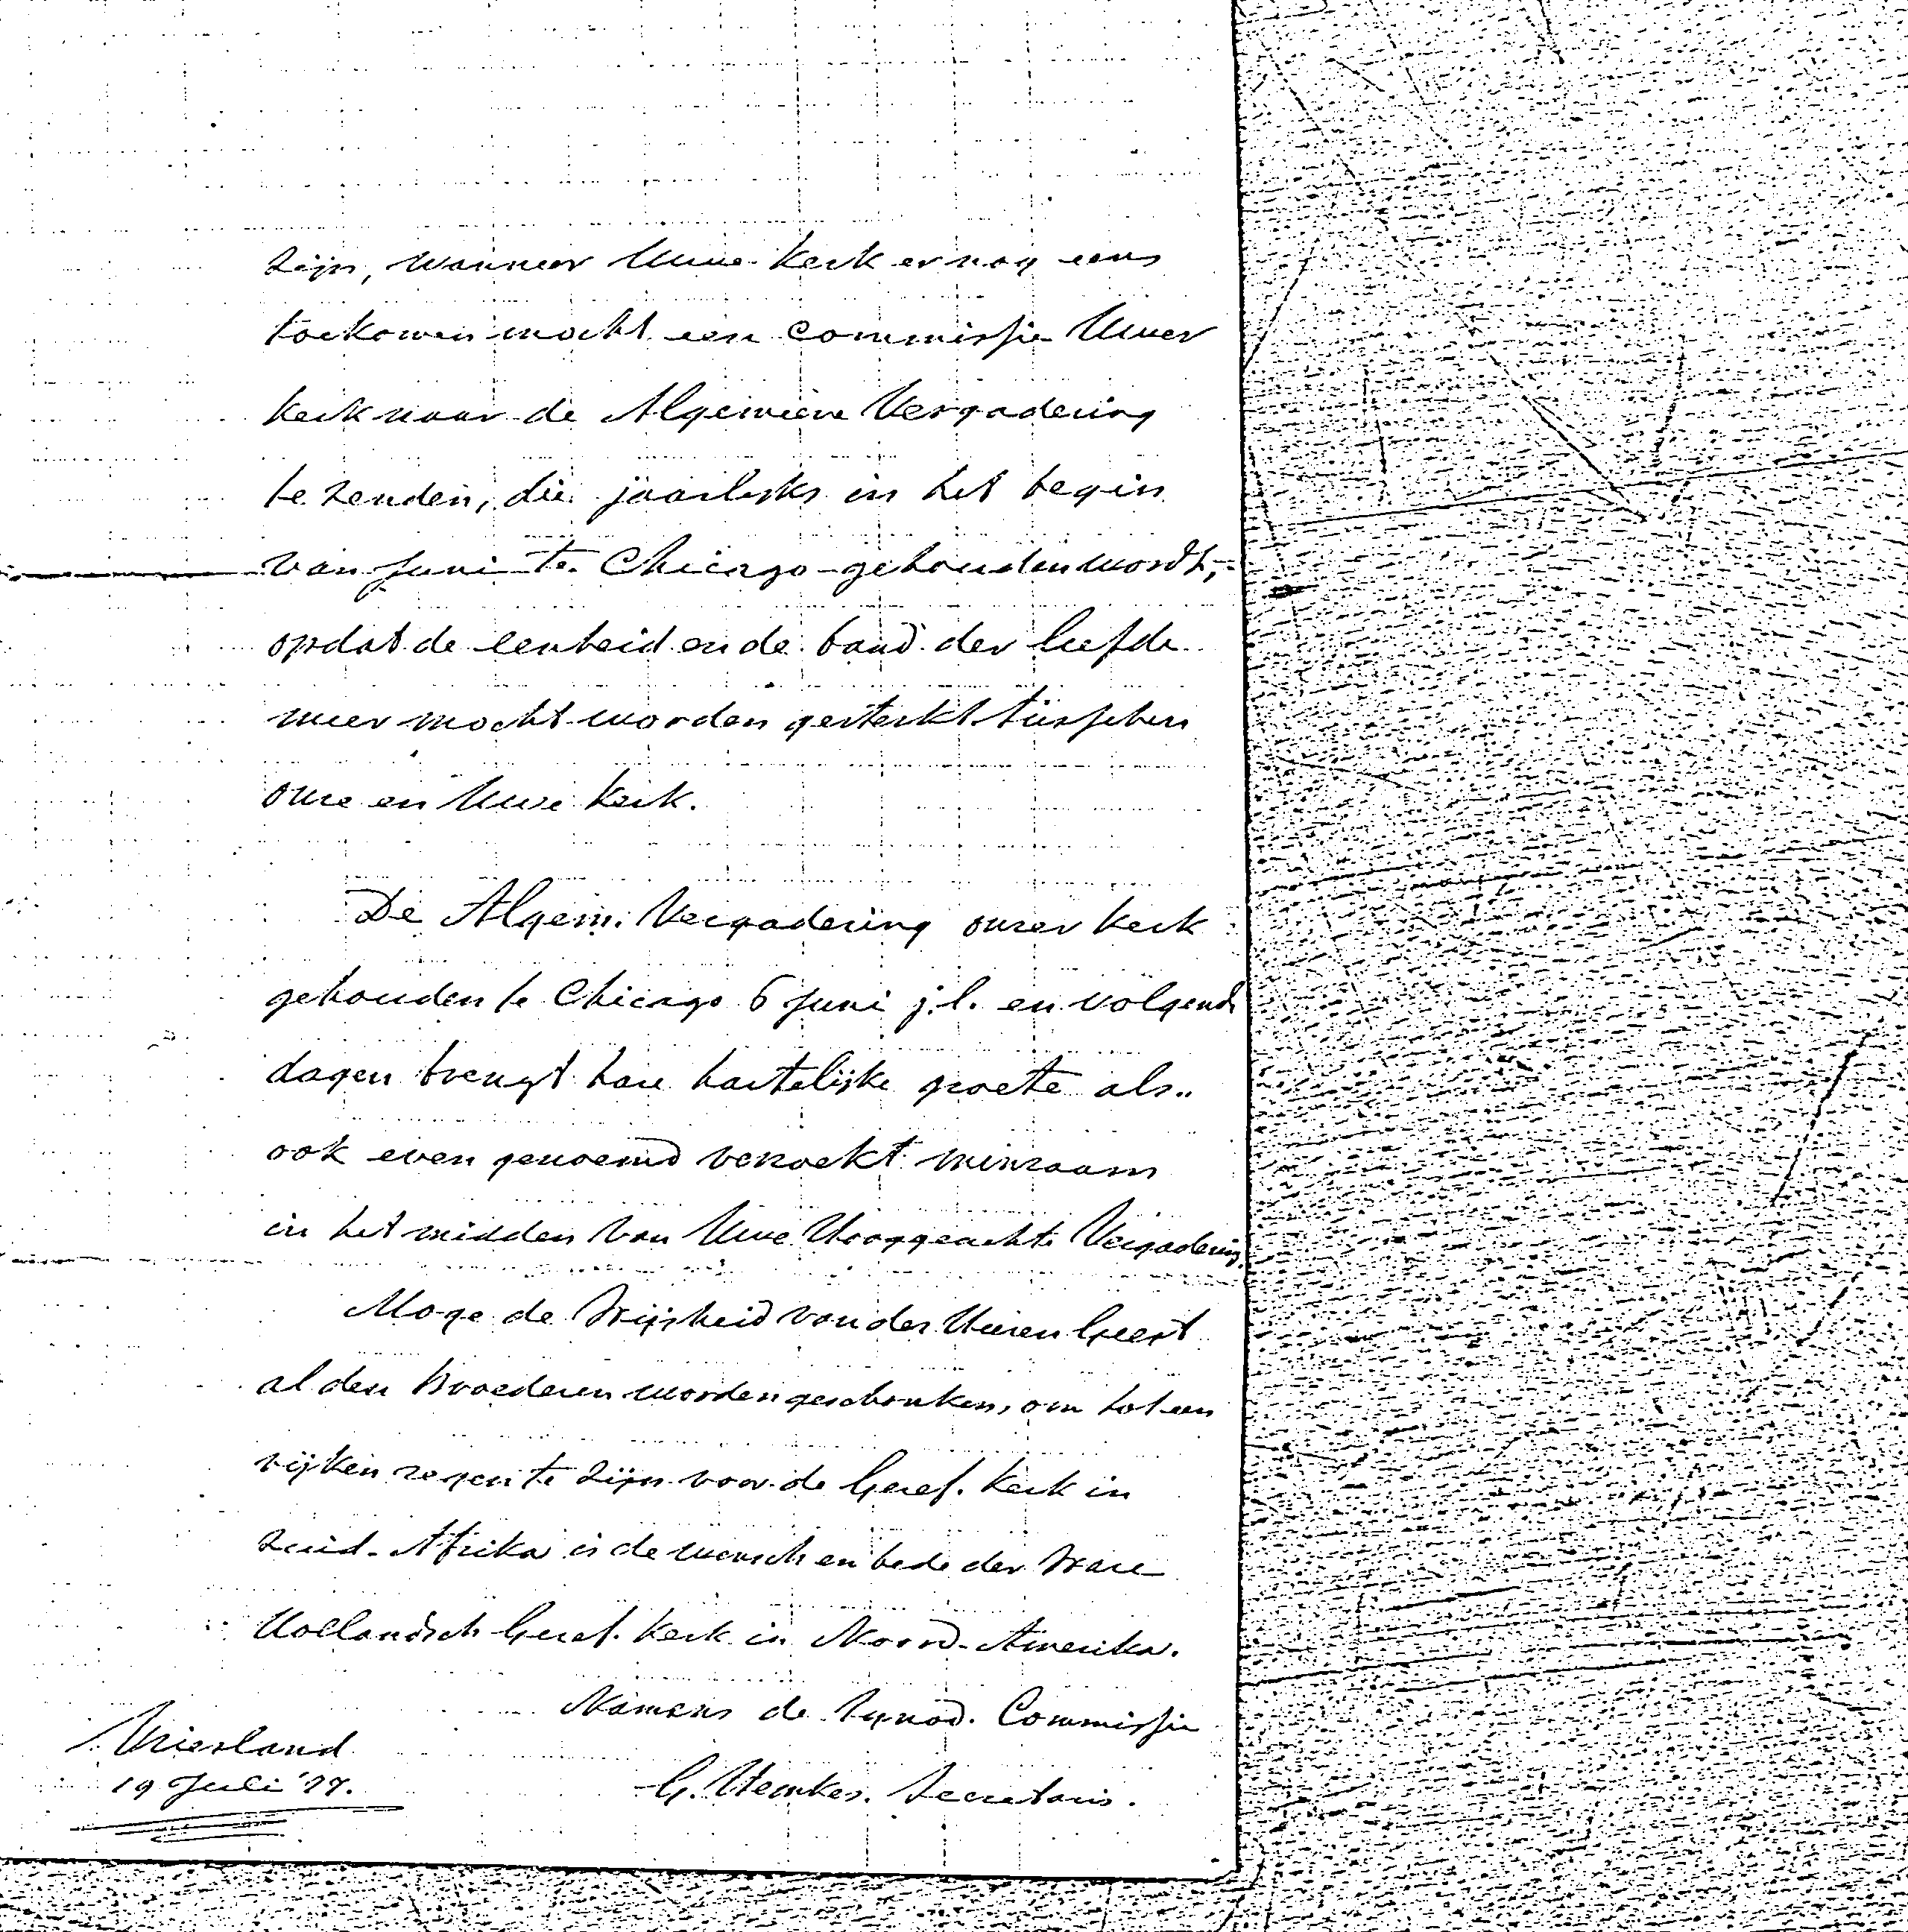 zijn, wanneer Uwe Kerk er nog eens
toekomen mocht een commissie Uwer
Kerk naar de Algemeene Vergadering
te zenden, die jaarlijks in het begin
van Juni te Chicago gehouden wordt,
opdat de eenheid en de band der liefde
meer mocht worden gesterkt tusschen
onze en Uwe Kerk.
De Algem. Vergadering onzer Kerk
gehouden te Chicago 6 Juni j.l. en volgende
dagen brengt hare hartelijke groete als
ook even genoemd verzoekt minzaam
in het midden van Uwe Hooggeachte Vergadering.
Moge de Wijsheid van des Heeren Geest
al den Broederen worden geschonken, om tot een
rijken zegen te zijn voor de Geref. Kerk in
Zuid-Afrika is de wensch en bede der Ware
Hollandsch Geref. Kerk in Noord-Amerika.
Namens de Synod. Commissie
Vriesland
G. Hemkes. Secretaris.
19 Juli '77.